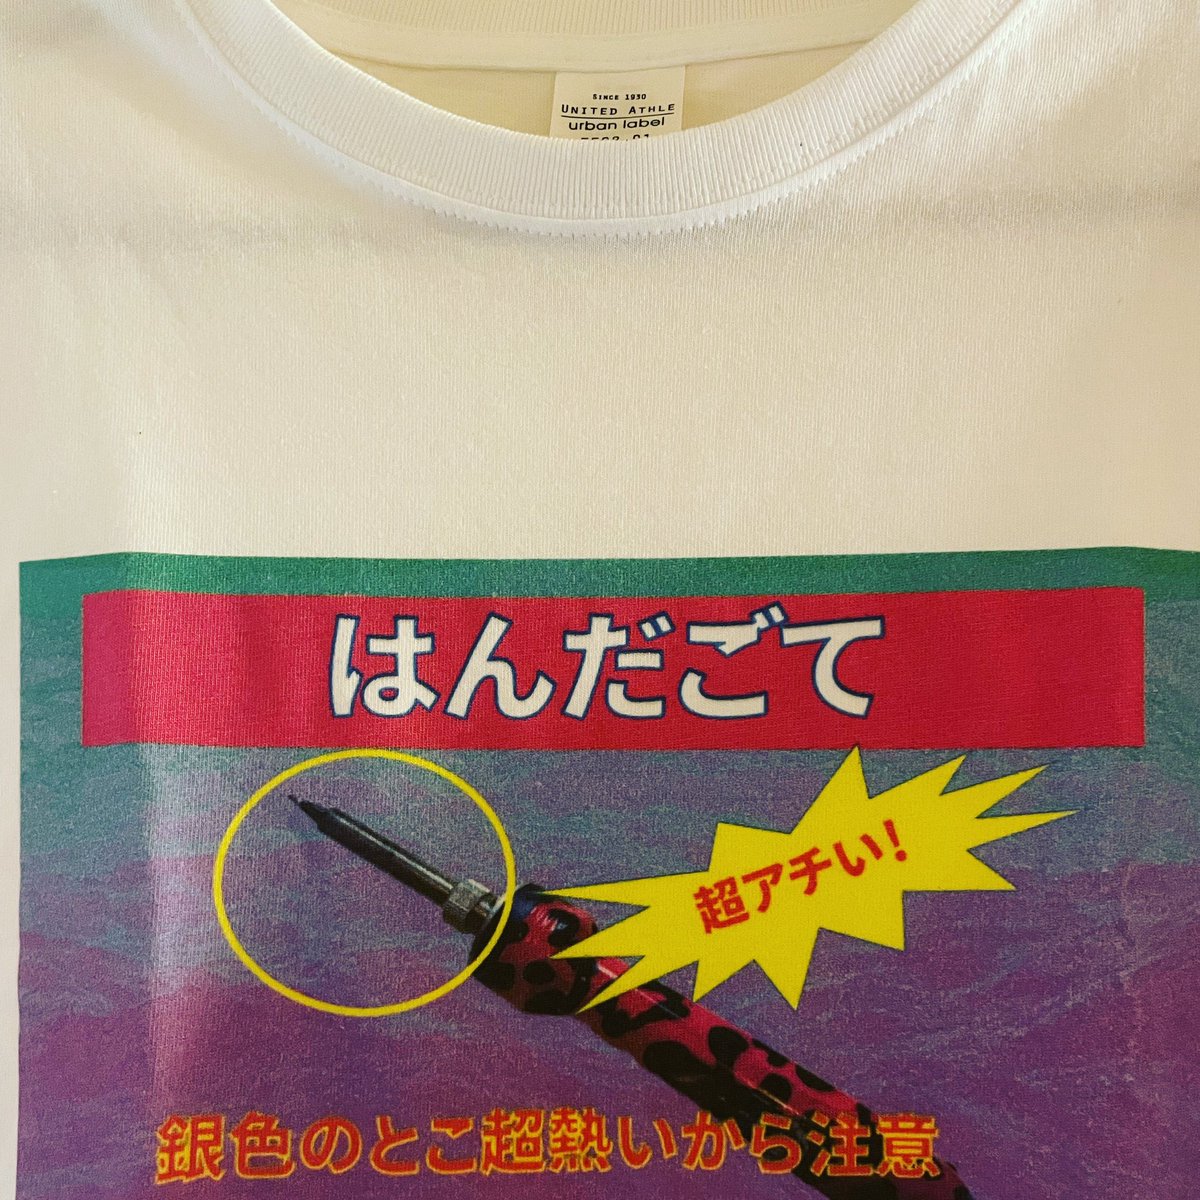 SINCE 1930
UNITED ATHLE
urban label
はんだごて
超アチい!
銀色のとこ超熱いから注意